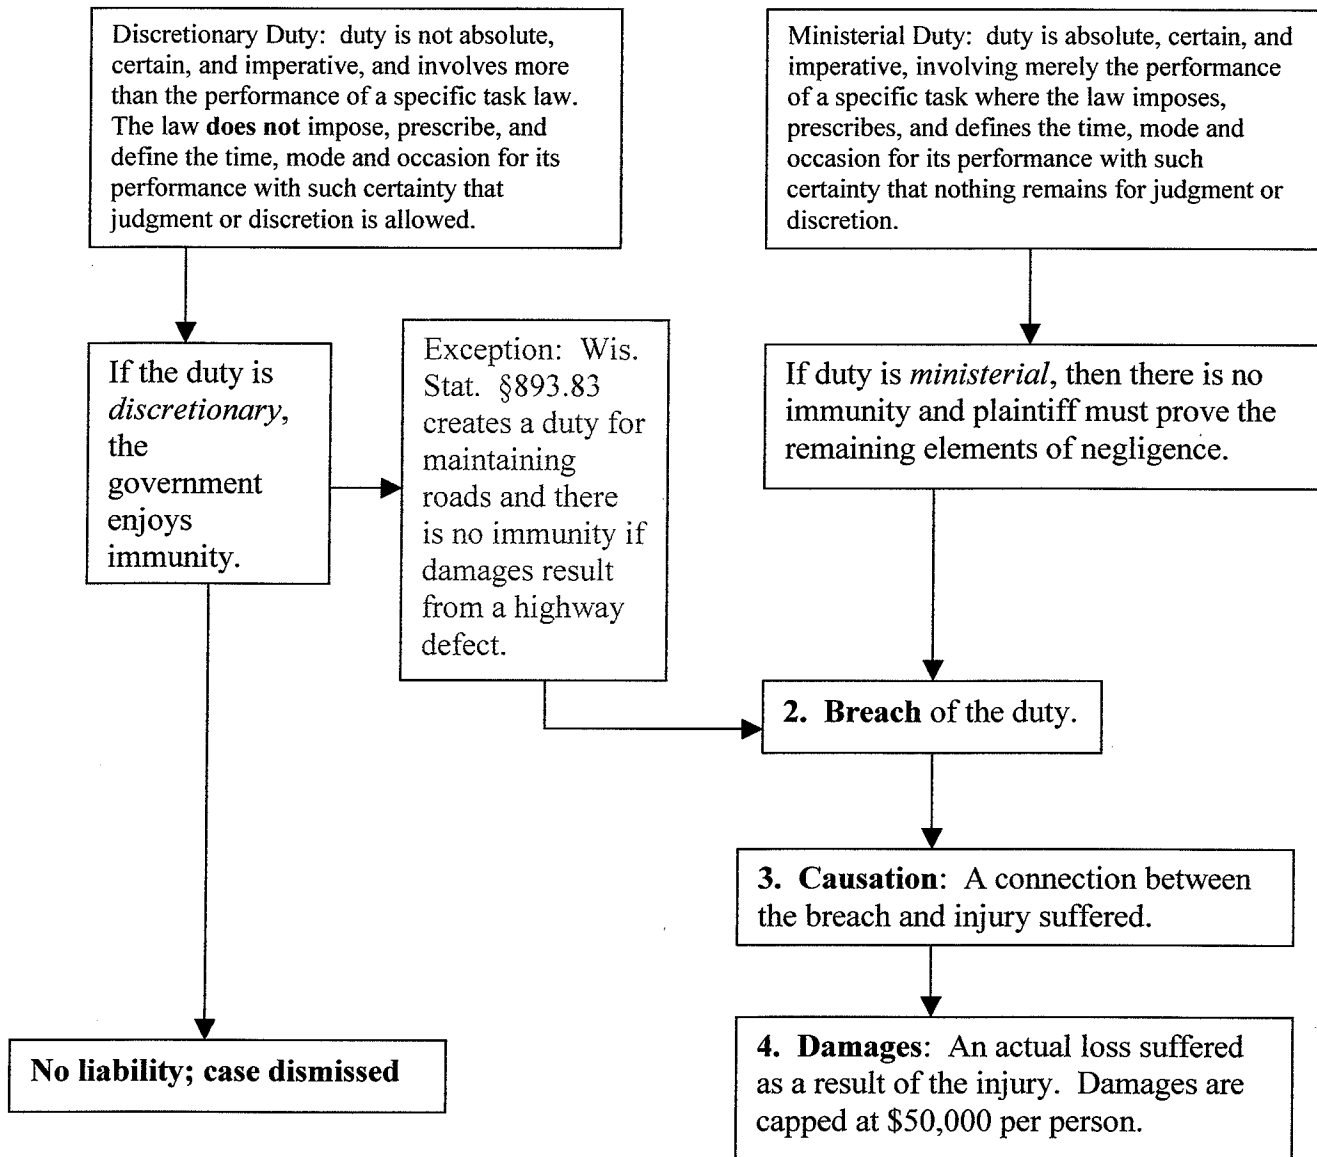 Discretionary Duty: duty is not absolute,
certain, and imperative, and involves more
than the performance of a specific task law.
The law does not impose, prescribe, and
define the time, mode and occasion for its
performance with such certainty that
judgment or discretion is allowed.
Ministerial Duty: duty is absolute, certain, and
imperative, involving merely the performance
of a specific task where the law imposes,
prescribes, and defines the time, mode and
occasion for its performance with such
certainty that nothing remains for judgment or
discretion.
If the duty is
discretionary,
the
government
enjoys
immunity.
Exception: Wis.
Stat. §893.83
creates a duty for
maintaining
roads and there
is no immunity if
damages result
from a highway
defect.
If duty is ministerial, then there is no
immunity and plaintiff must prove the
remaining elements of negligence.
2. Breach of the duty.
3. Causation: A connection between
the breach and injury suffered.
No liability; case dismissed
4. Damages: An actual loss suffered
as a result of the injury. Damages are
capped at $50,000 per person.